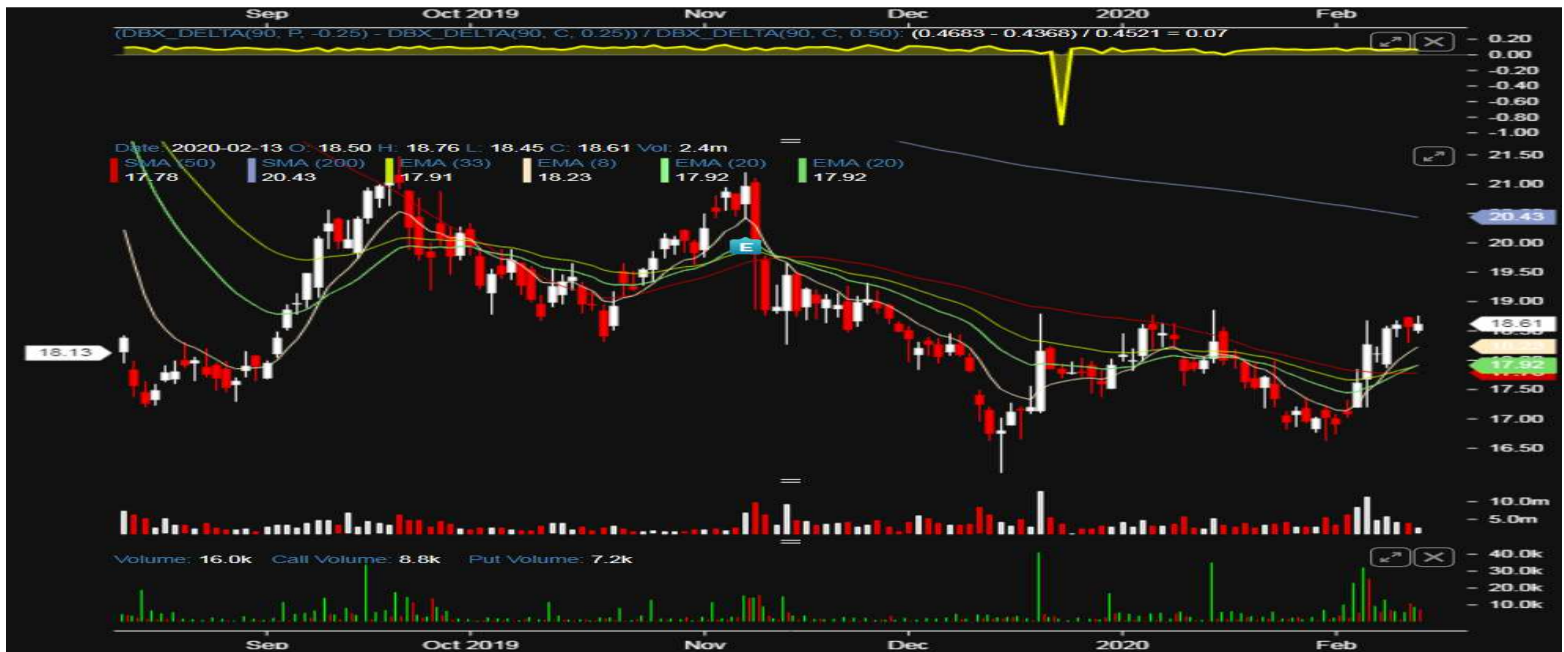 Sep Oct 2019 Nov Dec 2020 Feb
(DBX_DELTA(90, P, -0.25) - DBX_DELTA(90, C, 0.25)) / DBX_DELTA(90, C, 0.50): (0.4683 - 0.4368) / 0.4521 = 0.07
0.20
0.00
-0.20
-0.40
-0.60
-0.80
-1.00
Date: 2020-02-13 O: 18.50 H: 18.76 L: 18.45 C: 18.61 Vol: 2.4m
SMA (50) SMA (200) EMA (33) EMA (8) EMA (20) EMA (20)
17.78 20.43 17.91 18.23 17.92 17.92
21.50
21.00
20.43
20.00
19.50
19.00
18.61
18.23
18.13
17.92
17.50
17.00
16.50
E
10.0m
5.0m
Volume: 16.0k Call Volume: 8.8k Put Volume: 7.2k
40.0k
30.0k
20.0k
10.0k
Sep Oct 2019 Nov Dec 2020 Feb